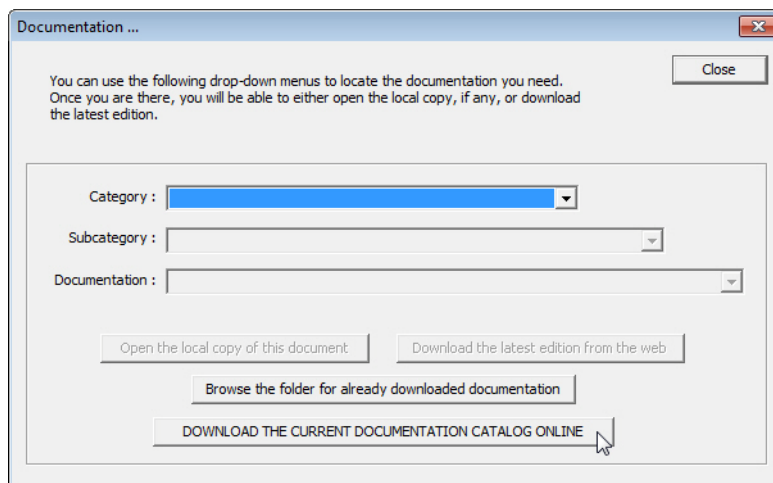 Documentation ...
Close
You can use the following drop-down menus to locate the documentation you need.
Once you are there, you will be able to either open the local copy, if any, or download
the latest edition.
Category :
Subcategory :
Documentation :
Open the local copy of this document
Download the latest edition from the web
Browse the folder for already downloaded documentation
DOWNLOAD THE CURRENT DOCUMENTATION CATALOG ONLINE